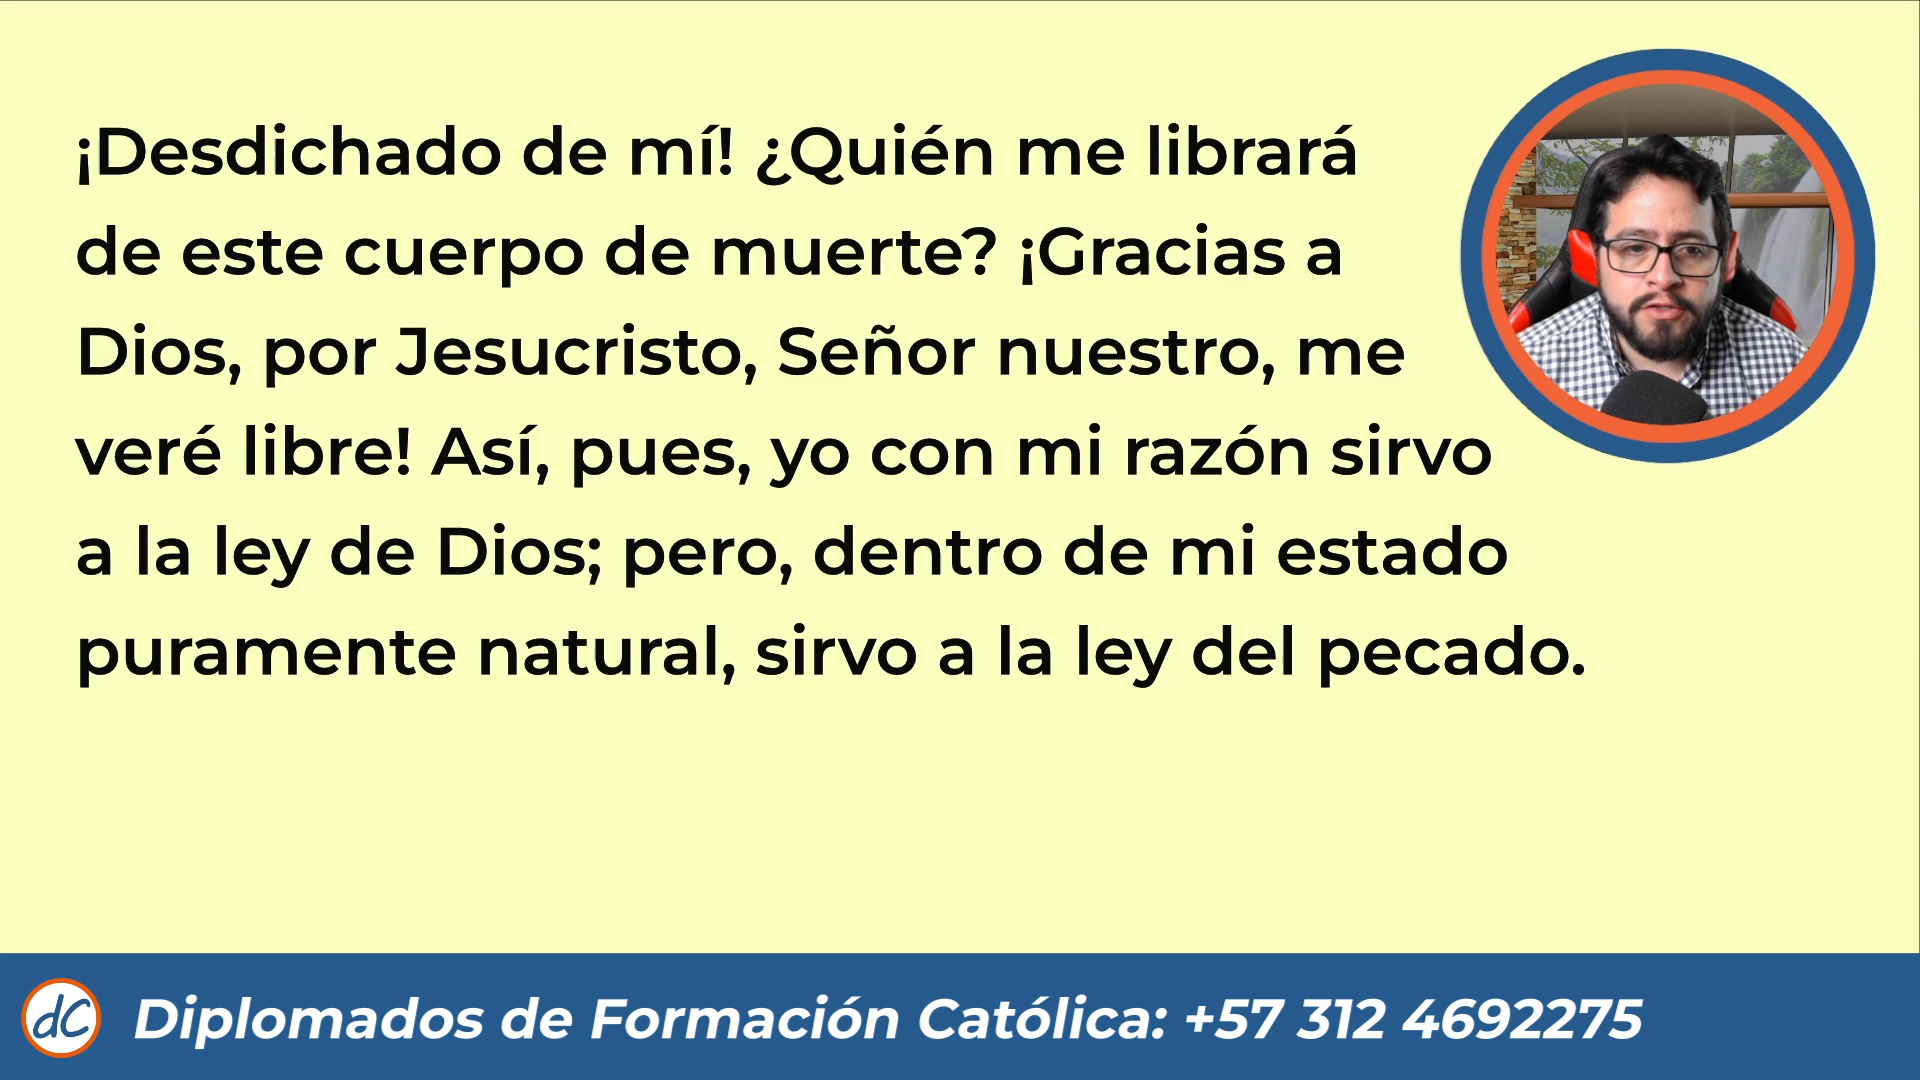 ¡Desdichado de mí! ¿Quién me librará
de este cuerpo de muerte? ¡Gracias a
Dios, por Jesucristo, Señor nuestro, me
veré libre! Así, pues, yo con mi razón sirvo
a la ley de Dios; pero, dentro de mi estado
puramente natural, sirvo a la ley del pecado.
dC
Diplomados de Formación Católica: +57 312 4692275